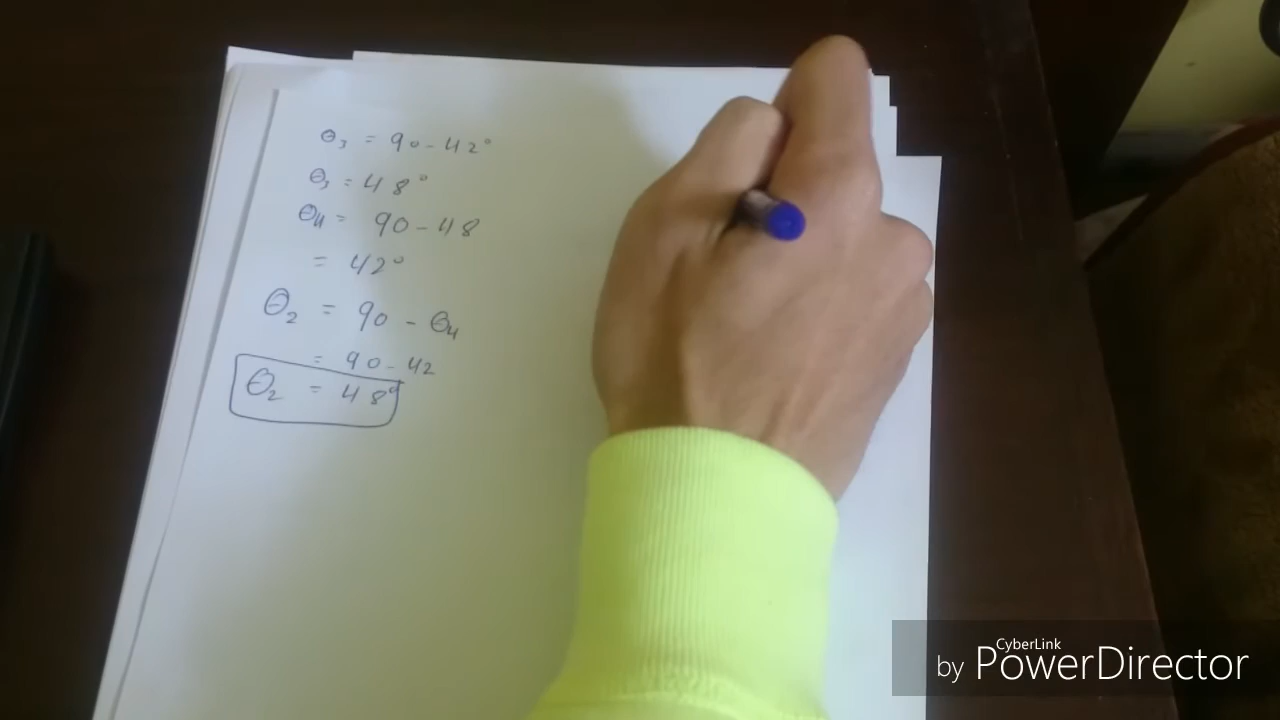 θ₃ = 90 - 42°
θ₃ = 48°
θ₄ = 90 - 48
= 42°
θ₂ = 90 - θ₄
= 90 - 42
θ₂ = 48°
CyberLink
by PowerDirector